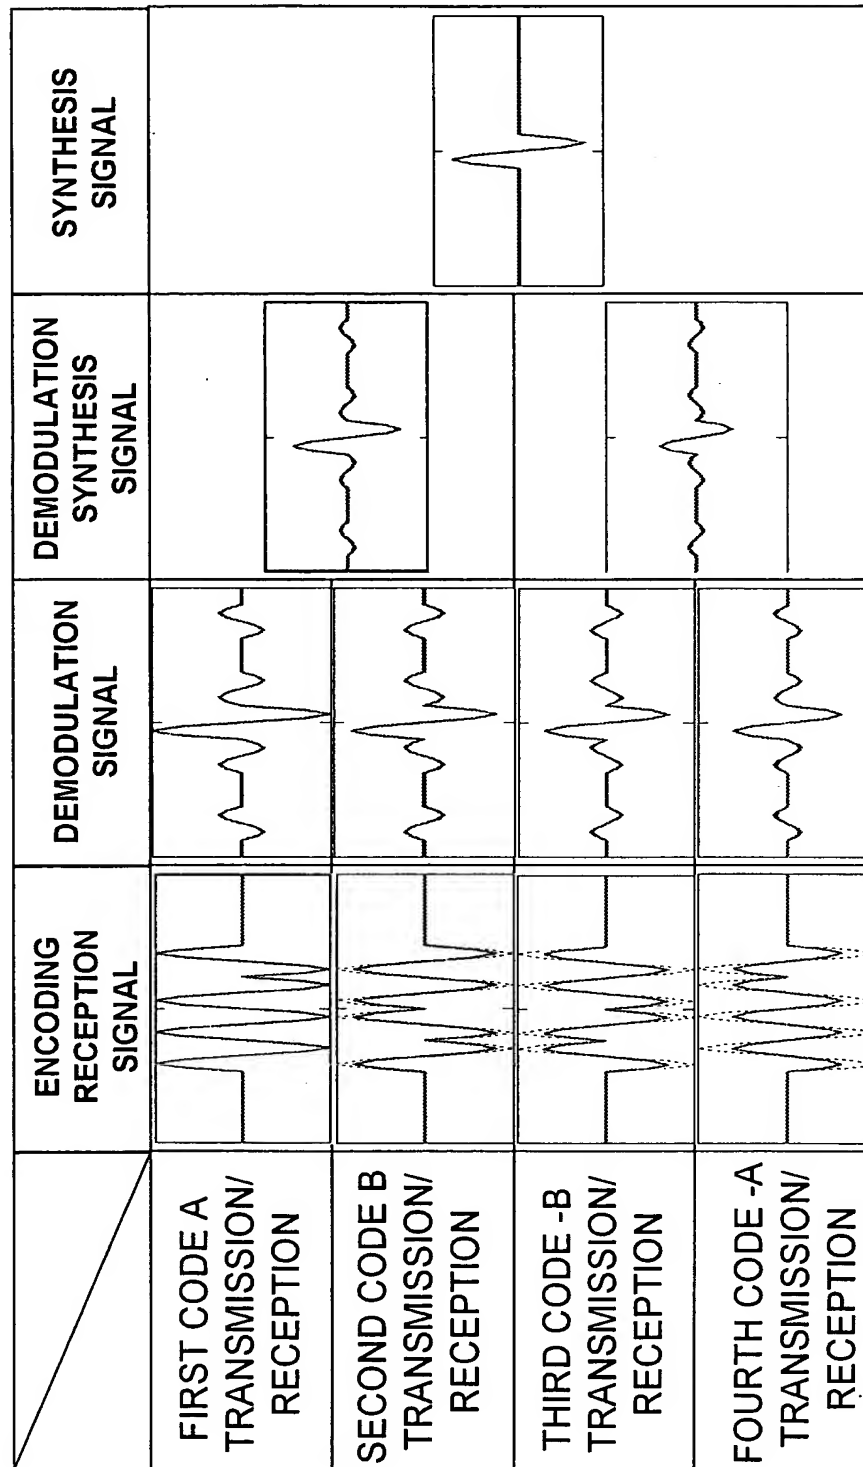 ENCODING
RECEPTION
SIGNAL
DEMODULATION
SIGNAL
DEMODULATION
SYNTHESIS
SIGNAL
SYNTHESIS
SIGNAL
FIRST CODE A
TRANSMISSION/
RECEPTION
SECOND CODE B
TRANSMISSION/
RECEPTION
THIRD CODE -B
TRANSMISSION/
RECEPTION
FOURTH CODE -A
TRANSMISSION/
RECEPTION